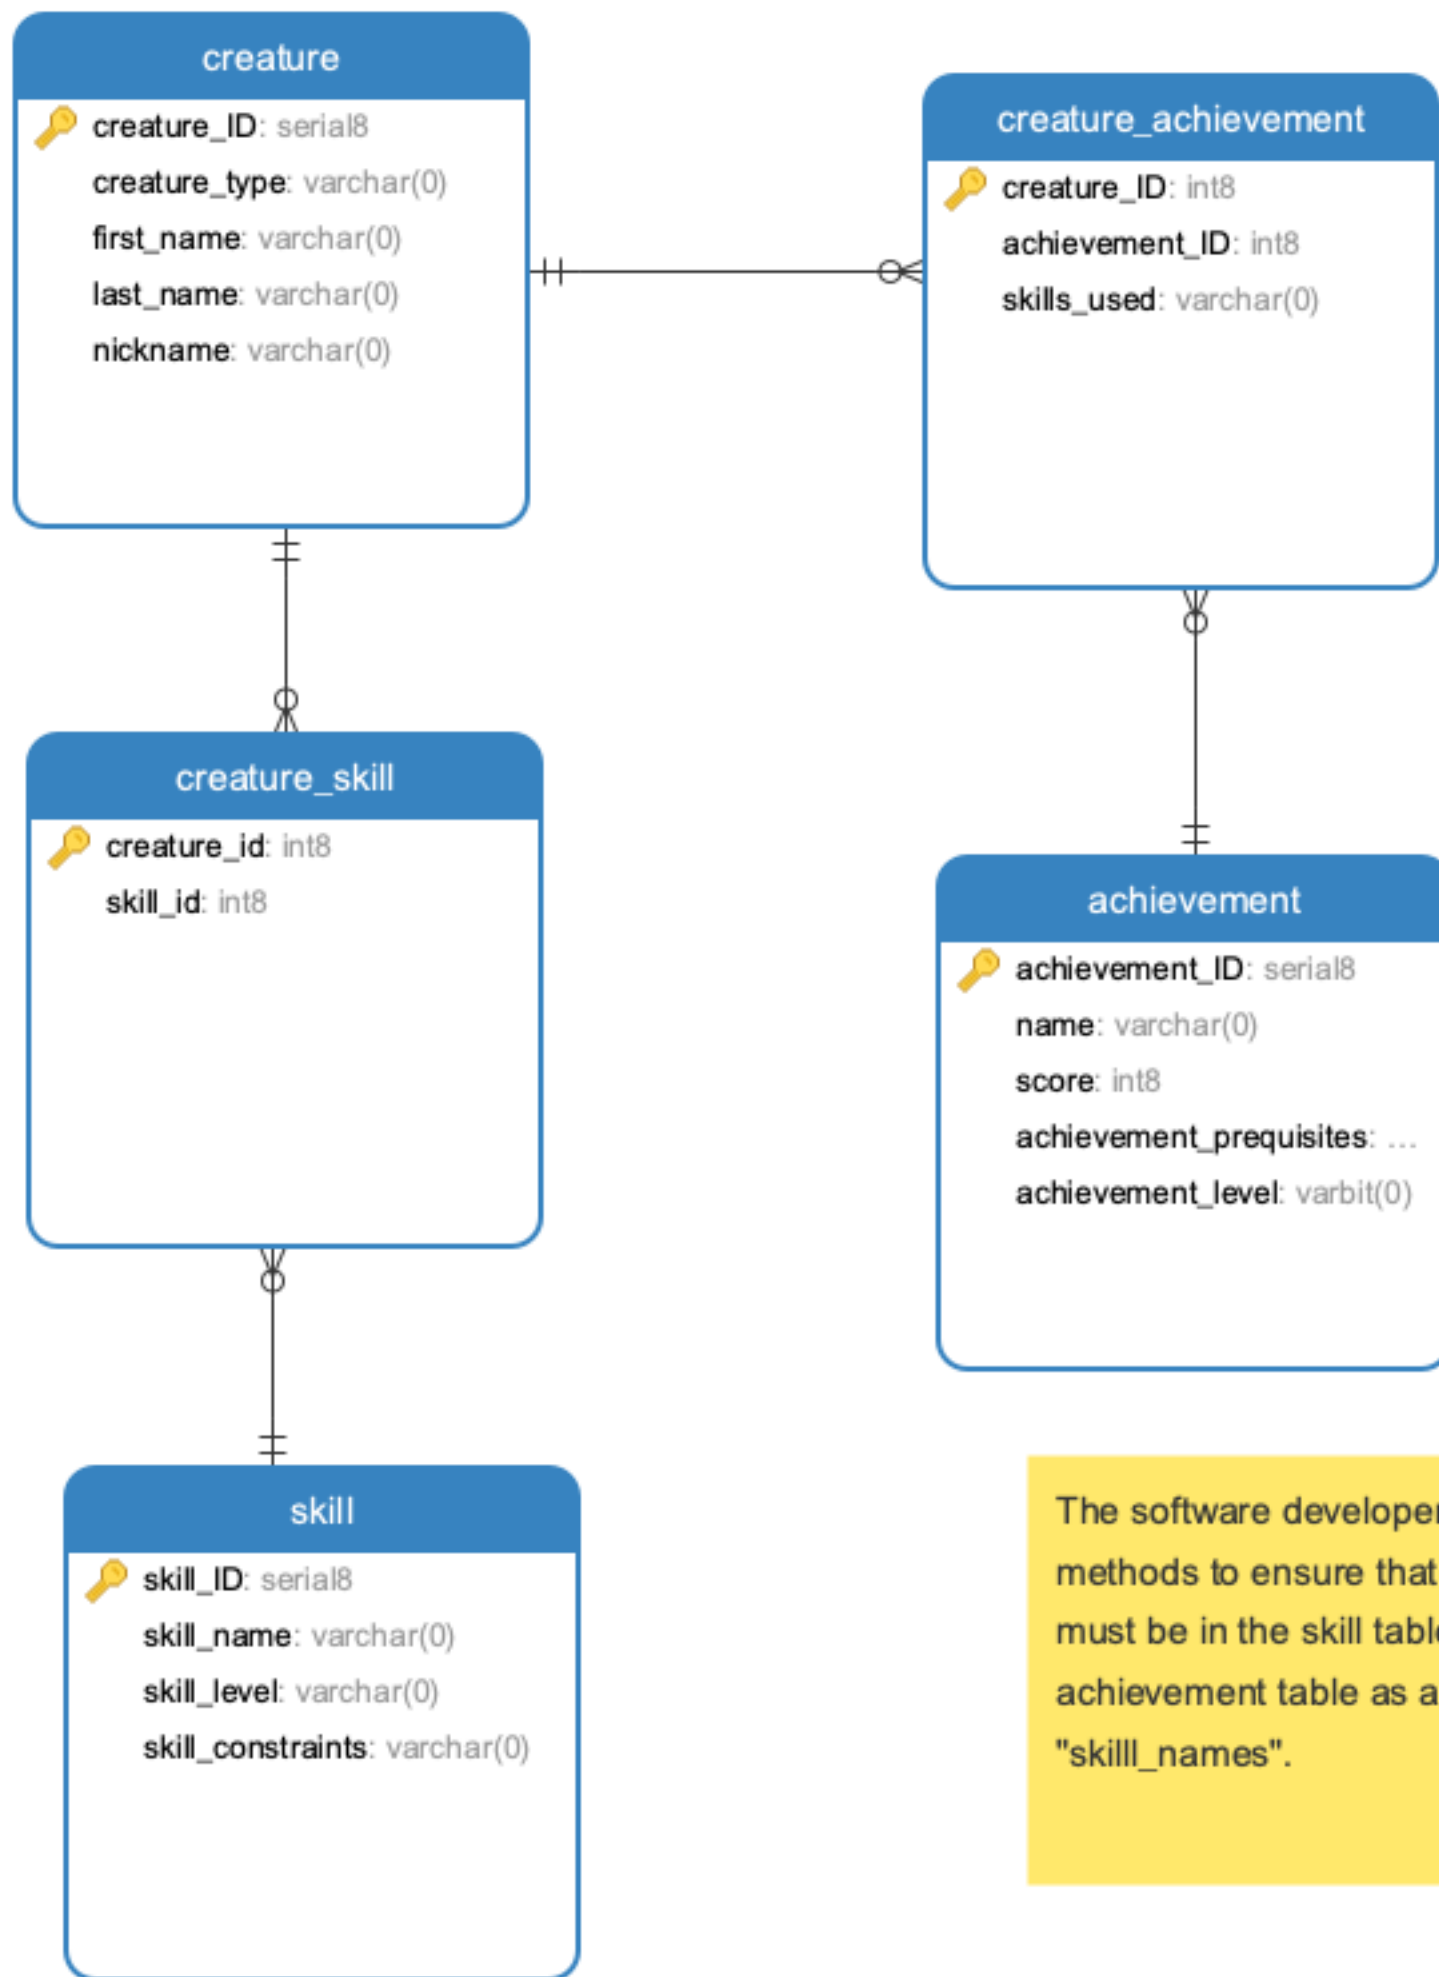 creature
creature_ID: serial8
creature_type: varchar(0)
first_name: varchar(0)
last_name: varchar(0)
nickname: varchar(0)
creature_achievement
creature_ID: int8
achievement_ID: int8
skills_used: varchar(0)
creature_skill
creature_id: int8
skill_id: int8
achievement
achievement_ID: serial8
name: varchar(0)
score: int8
achievement_prequisites: ...
achievement_level: varbit(0)
skill
skill_ID: serial8
skill_name: varchar(0)
skill_level: varchar(0)
skill_constraints: varchar(0)
The software developer
methods to ensure that
must be in the skill table
achievement table as a
"skilll_names".